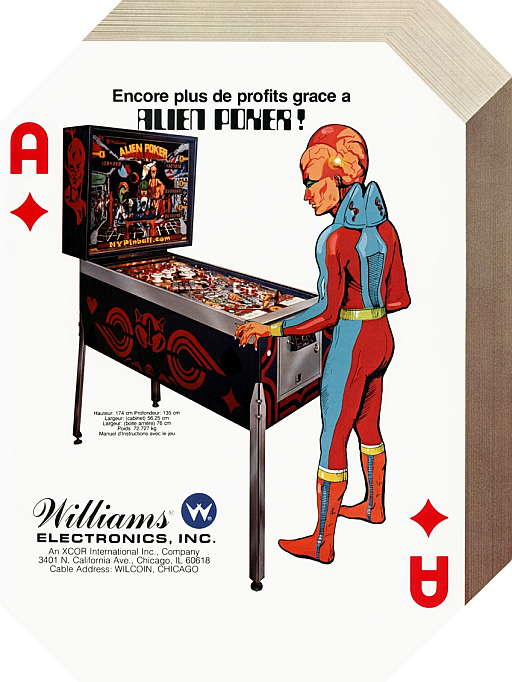 Encore plus de profits grace a
ALIEN POKER!
A
ALIEN POKER
NYPinball.com
Hauteur: 174 cm Profondeur: 135 cm
Largeur: (cabinet) 56.25 cm
Largeur: (boite arrière) 76 cm
Poids: 72.727 kg
Manuel d'Instructions avec le jeu
Williams® W
ELECTRONICS, INC.
An XCOR International Inc., Company
3401 N. California Ave., Chicago, IL 60618
Cable Address: WILCOIN, CHICAGO
A